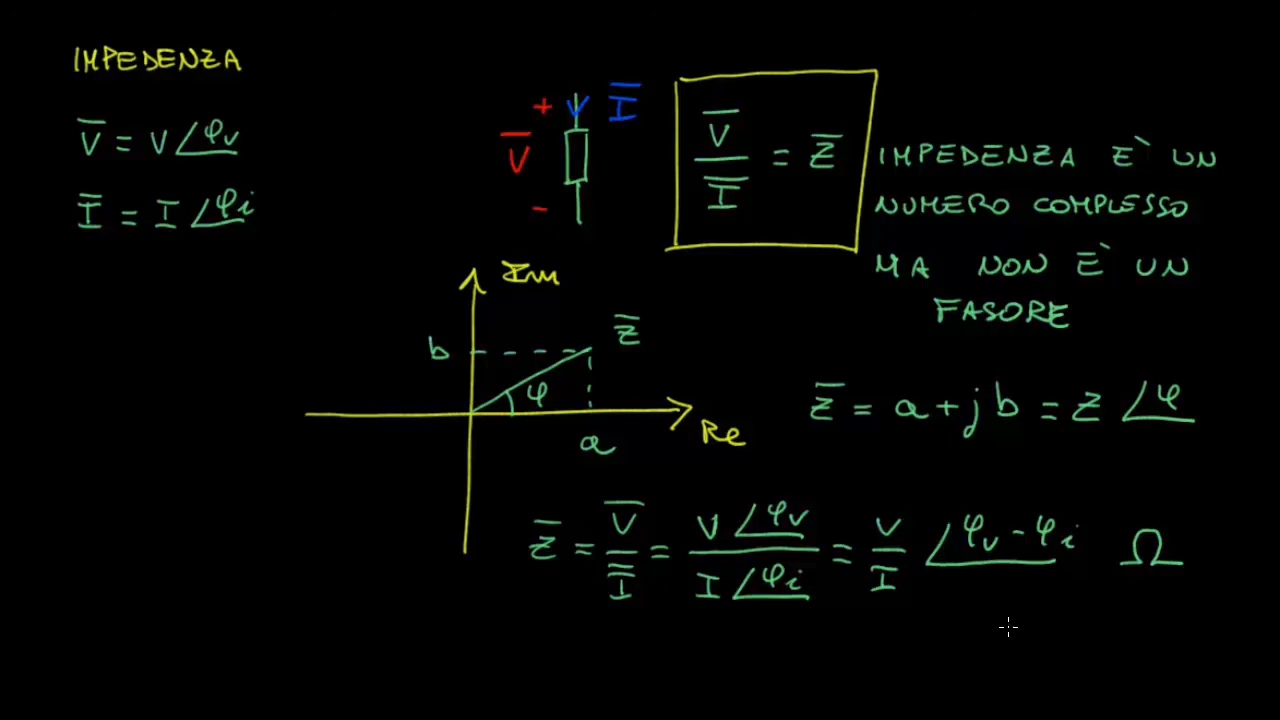 IMPEDENZA
V̅ = V∠φv
I̅ = I∠φi
+ I̅
V̅
-
V̅/I̅ = Z̅
IMPEDENZA E` UN
NUMERO COMPLESSO
MA NON E` UN
FASORE
Im
b
Z̅
φ
Re
a
Z̅ = a + j b = Z ∠φ
Z̅ = V̅/I̅ = V∠φv / I∠φi = V/I ∠φv - φi Ω